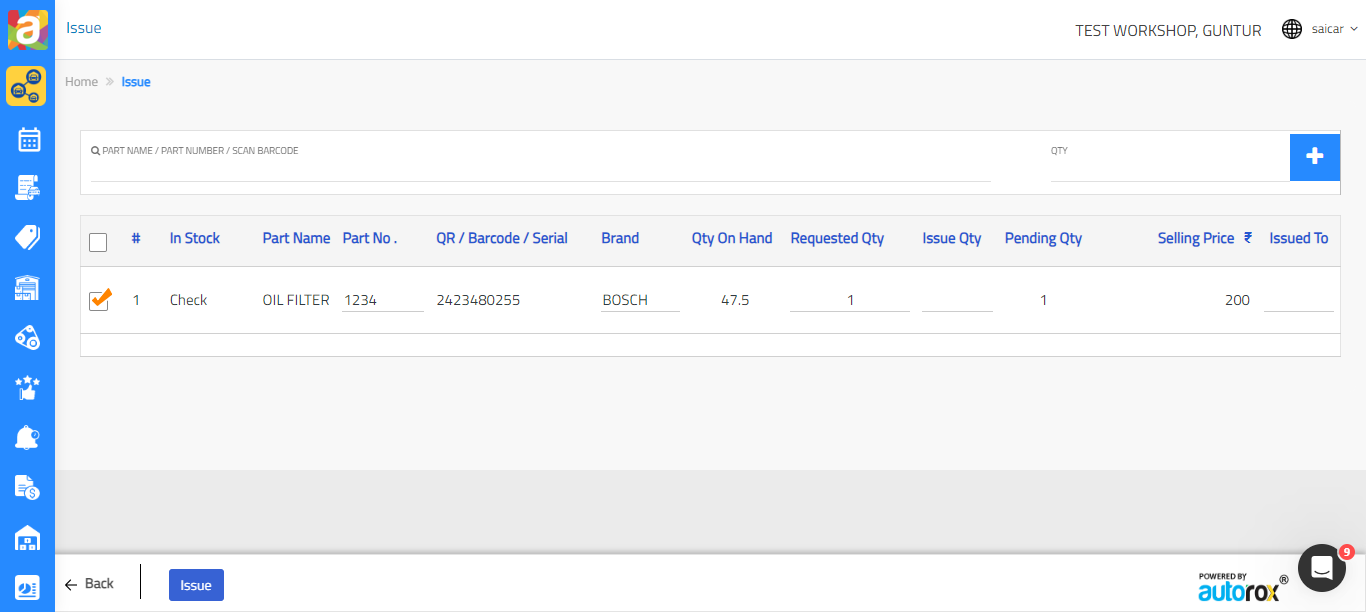 a
Issue
TEST WORKSHOP, GUNTUR
saicar
Home » Issue
PART NAME / PART NUMBER / SCAN BARCODE
QTY
# In Stock Part Name Part No . QR / Barcode / Serial Brand Qty On Hand Requested Qty Issue Qty Pending Qty Selling Price ₹ Issued To
1 Check OIL FILTER 1234 2423480255 BOSCH 47.5 1 1 200
Back
Issue
POWERED BY
autorox®
9